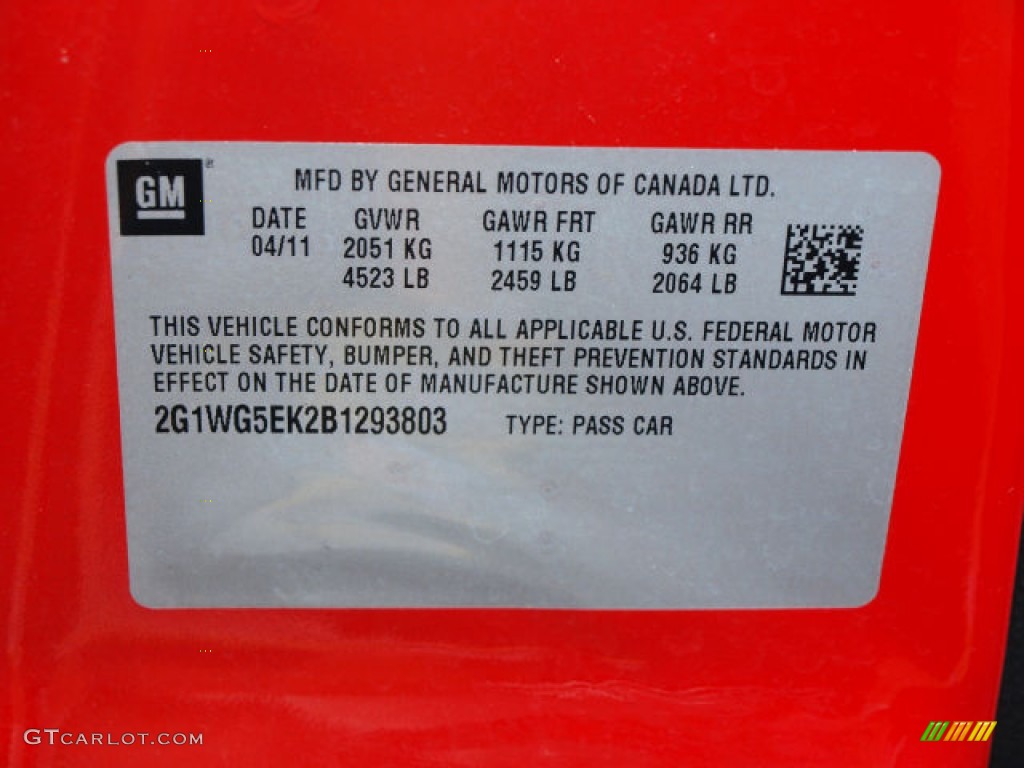 GM ®
MFD BY GENERAL MOTORS OF CANADA LTD.
DATE GVWR GAWR FRT GAWR RR
04/11 2051 KG 1115 KG 936 KG
4523 LB 2459 LB 2064 LB
THIS VEHICLE CONFORMS TO ALL APPLICABLE U.S. FEDERAL MOTOR
VEHICLE SAFETY, BUMPER, AND THEFT PREVENTION STANDARDS IN
EFFECT ON THE DATE OF MANUFACTURE SHOWN ABOVE.
2G1WG5EK2B1293803 TYPE: PASS CAR
GTCARLOT.COM